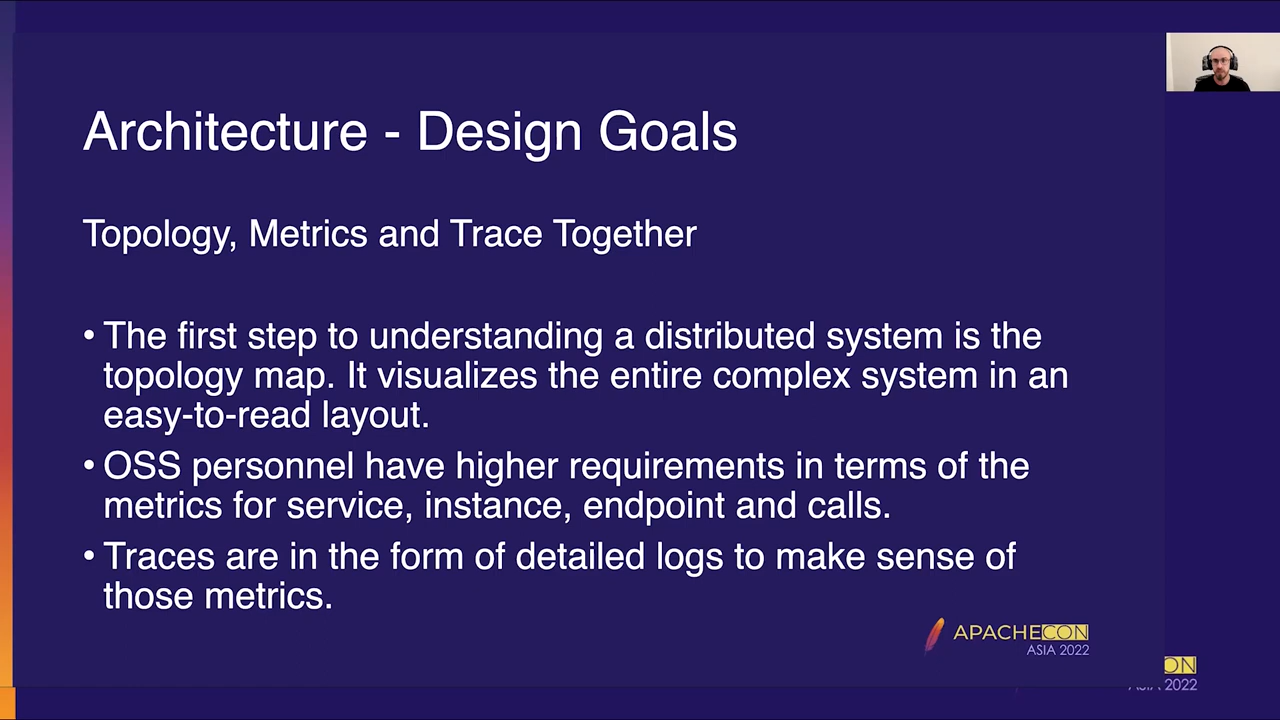 Architecture - Design Goals
Topology, Metrics and Trace Together
• The first step to understanding a distributed system is the
topology map. It visualizes the entire complex system in an
easy-to-read layout.
• OSS personnel have higher requirements in terms of the
metrics for service, instance, endpoint and calls.
• Traces are in the form of detailed logs to make sense of
those metrics.
APACHECON
ASIA 2022
ON
ASIA 2022